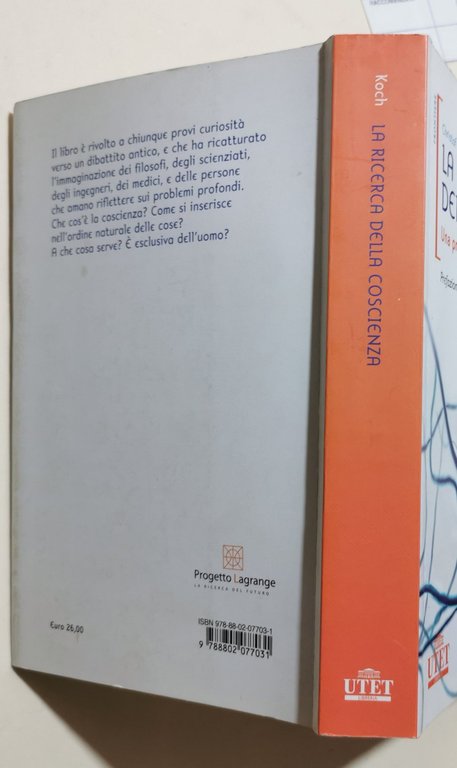 Il libro è rivolto a chiunque provi curiosità
verso un dibattito antico, e che ha ricatturato
l'immaginazione dei filosofi, degli scienziati,
degli ingegneri, dei medici, e delle persone
che amano riflettere sui problemi profondi.
Che cos'è la coscienza? Come si inserisce
nell'ordine naturale delle cose?
A che cosa serve? È esclusiva dell'uomo?
Progetto Lagrange
LA RICERCA DEL FUTURO
Euro 26,00
ISBN 978-88-02-07703-1
9 788802 077031
Koch
LA RICERCA DELLA COSCIENZA
UTET
LIBRERIA
LA
Una
UTET